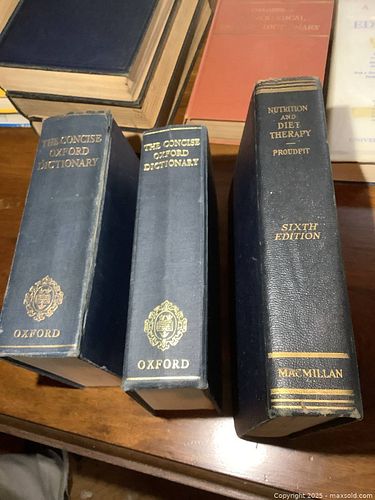 THE CONCISE
OXFORD
DICTIONARY
OXFORD
THE CONCISE
OXFORD
DICTIONARY
OXFORD
NUTRITION
AND
DIET
THERAPY
PROUDFIT
SIXTH
EDITION
MACMILLAN
DICTIONARY
Copyright © 2025 - maxsold.com